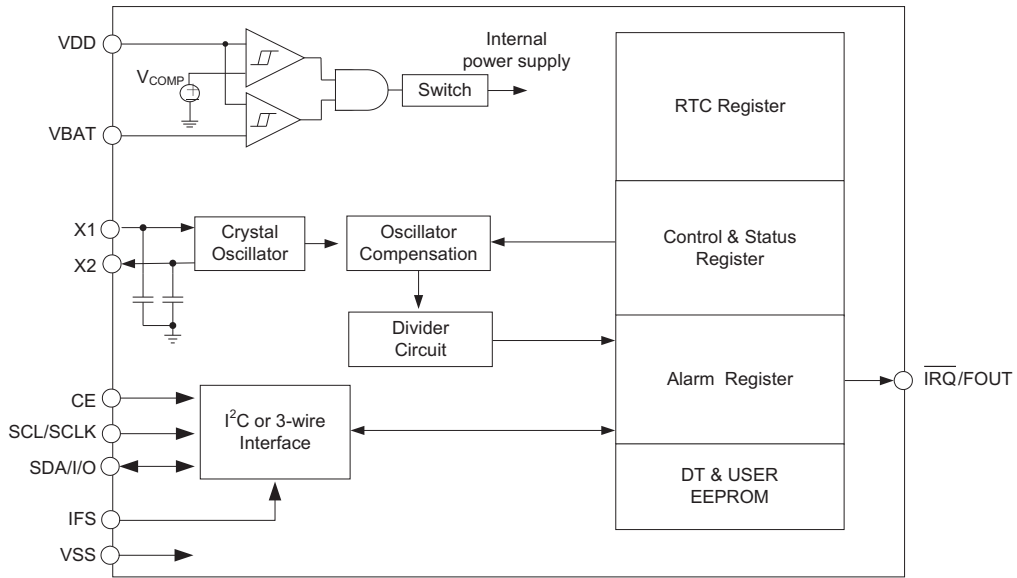 VDD
VCOMP
VBAT
Internal
power supply
Switch
RTC Register
X1
X2
Crystal
Oscillator
Oscillator
Compensation
Control & Status
Register
Divider
Circuit
Alarm Register
IRQ/FOUT
CE
SCL/SCLK
SDA/I/O
IFS
VSS
I²C or 3-wire
Interface
DT & USER
EEPROM